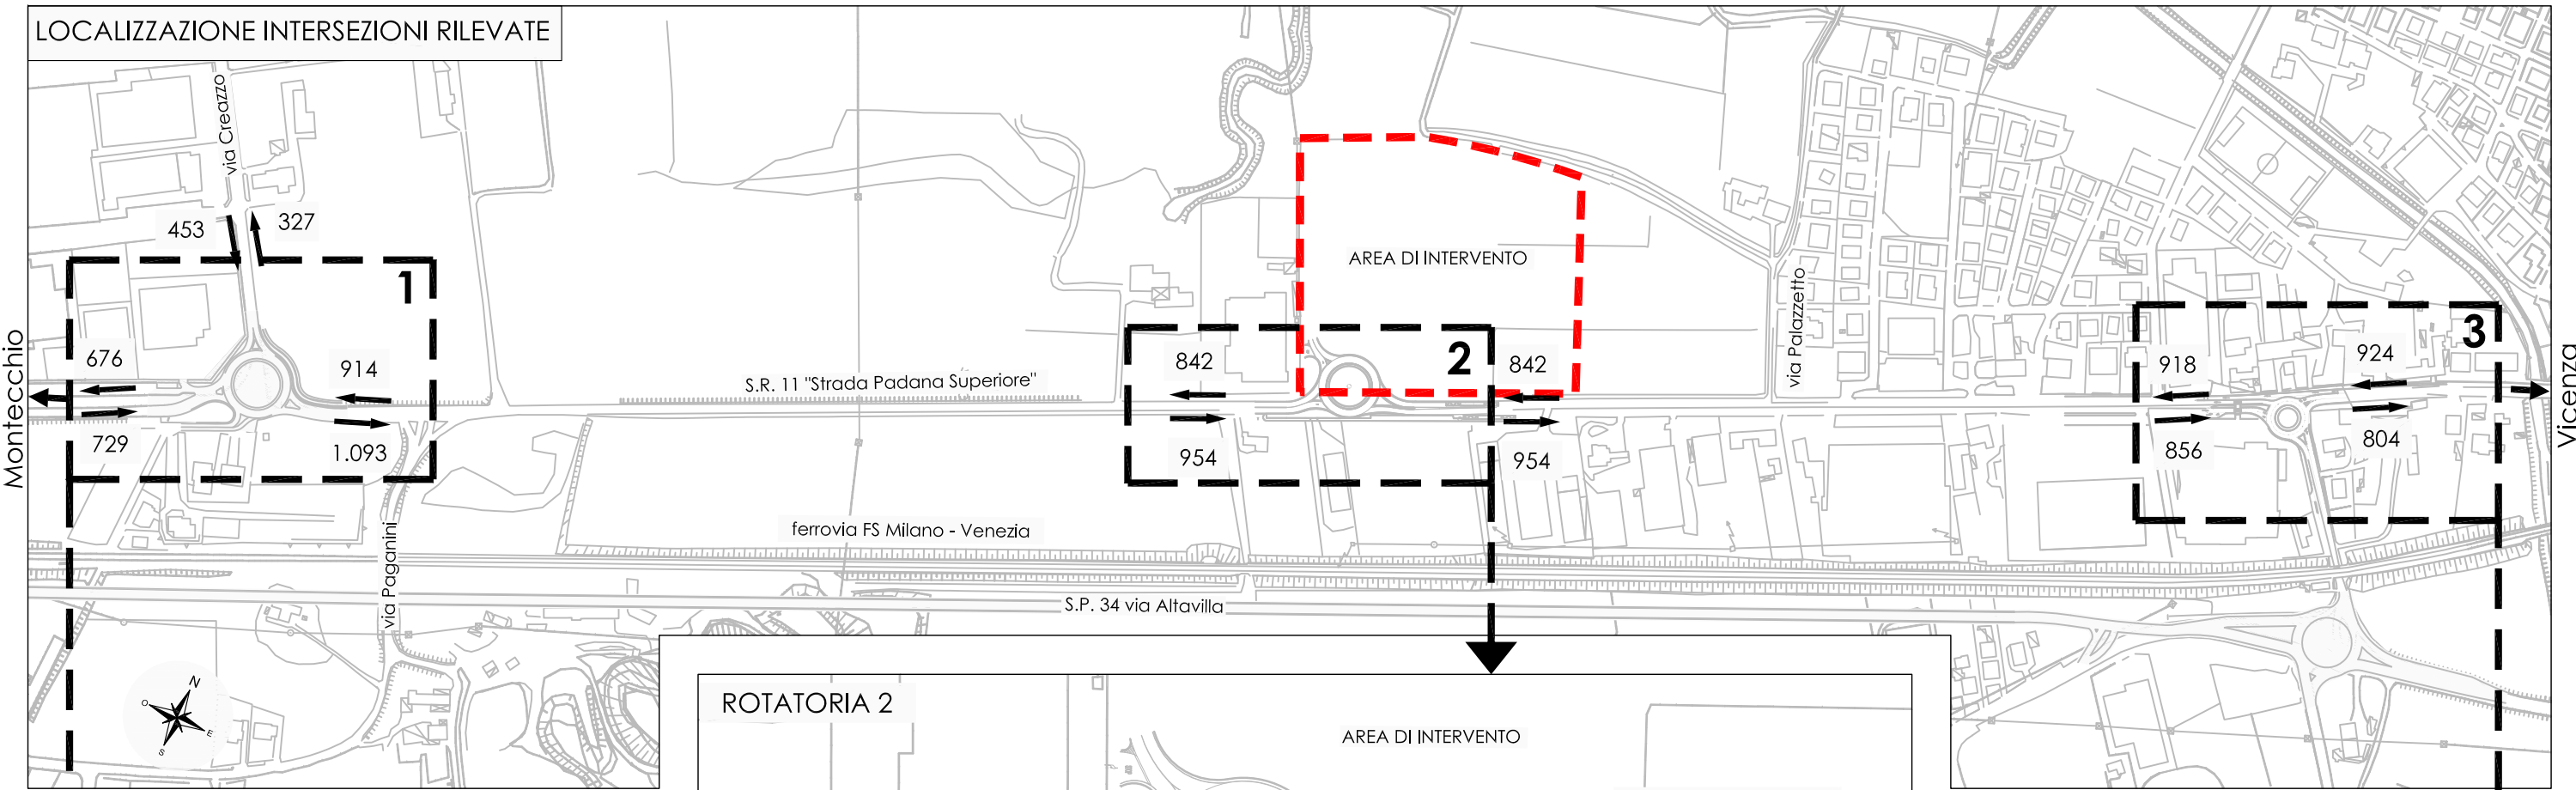 LOCALIZZAZIONE INTERSEZIONI RILEVATE
via Creazzo
453
327
1
AREA DI INTERVENTO
via Palazzetto
Montecchio
676
914
S.R. 11 "Strada Padana Superiore"
842
2
842
918
924
3
Vicenza
729
1.093
954
954
856
804
via Paganini
ferrovia FS Milano - Venezia
S.P. 34 via Altavilla
N
O
E
S
ROTATORIA 2
AREA DI INTERVENTO